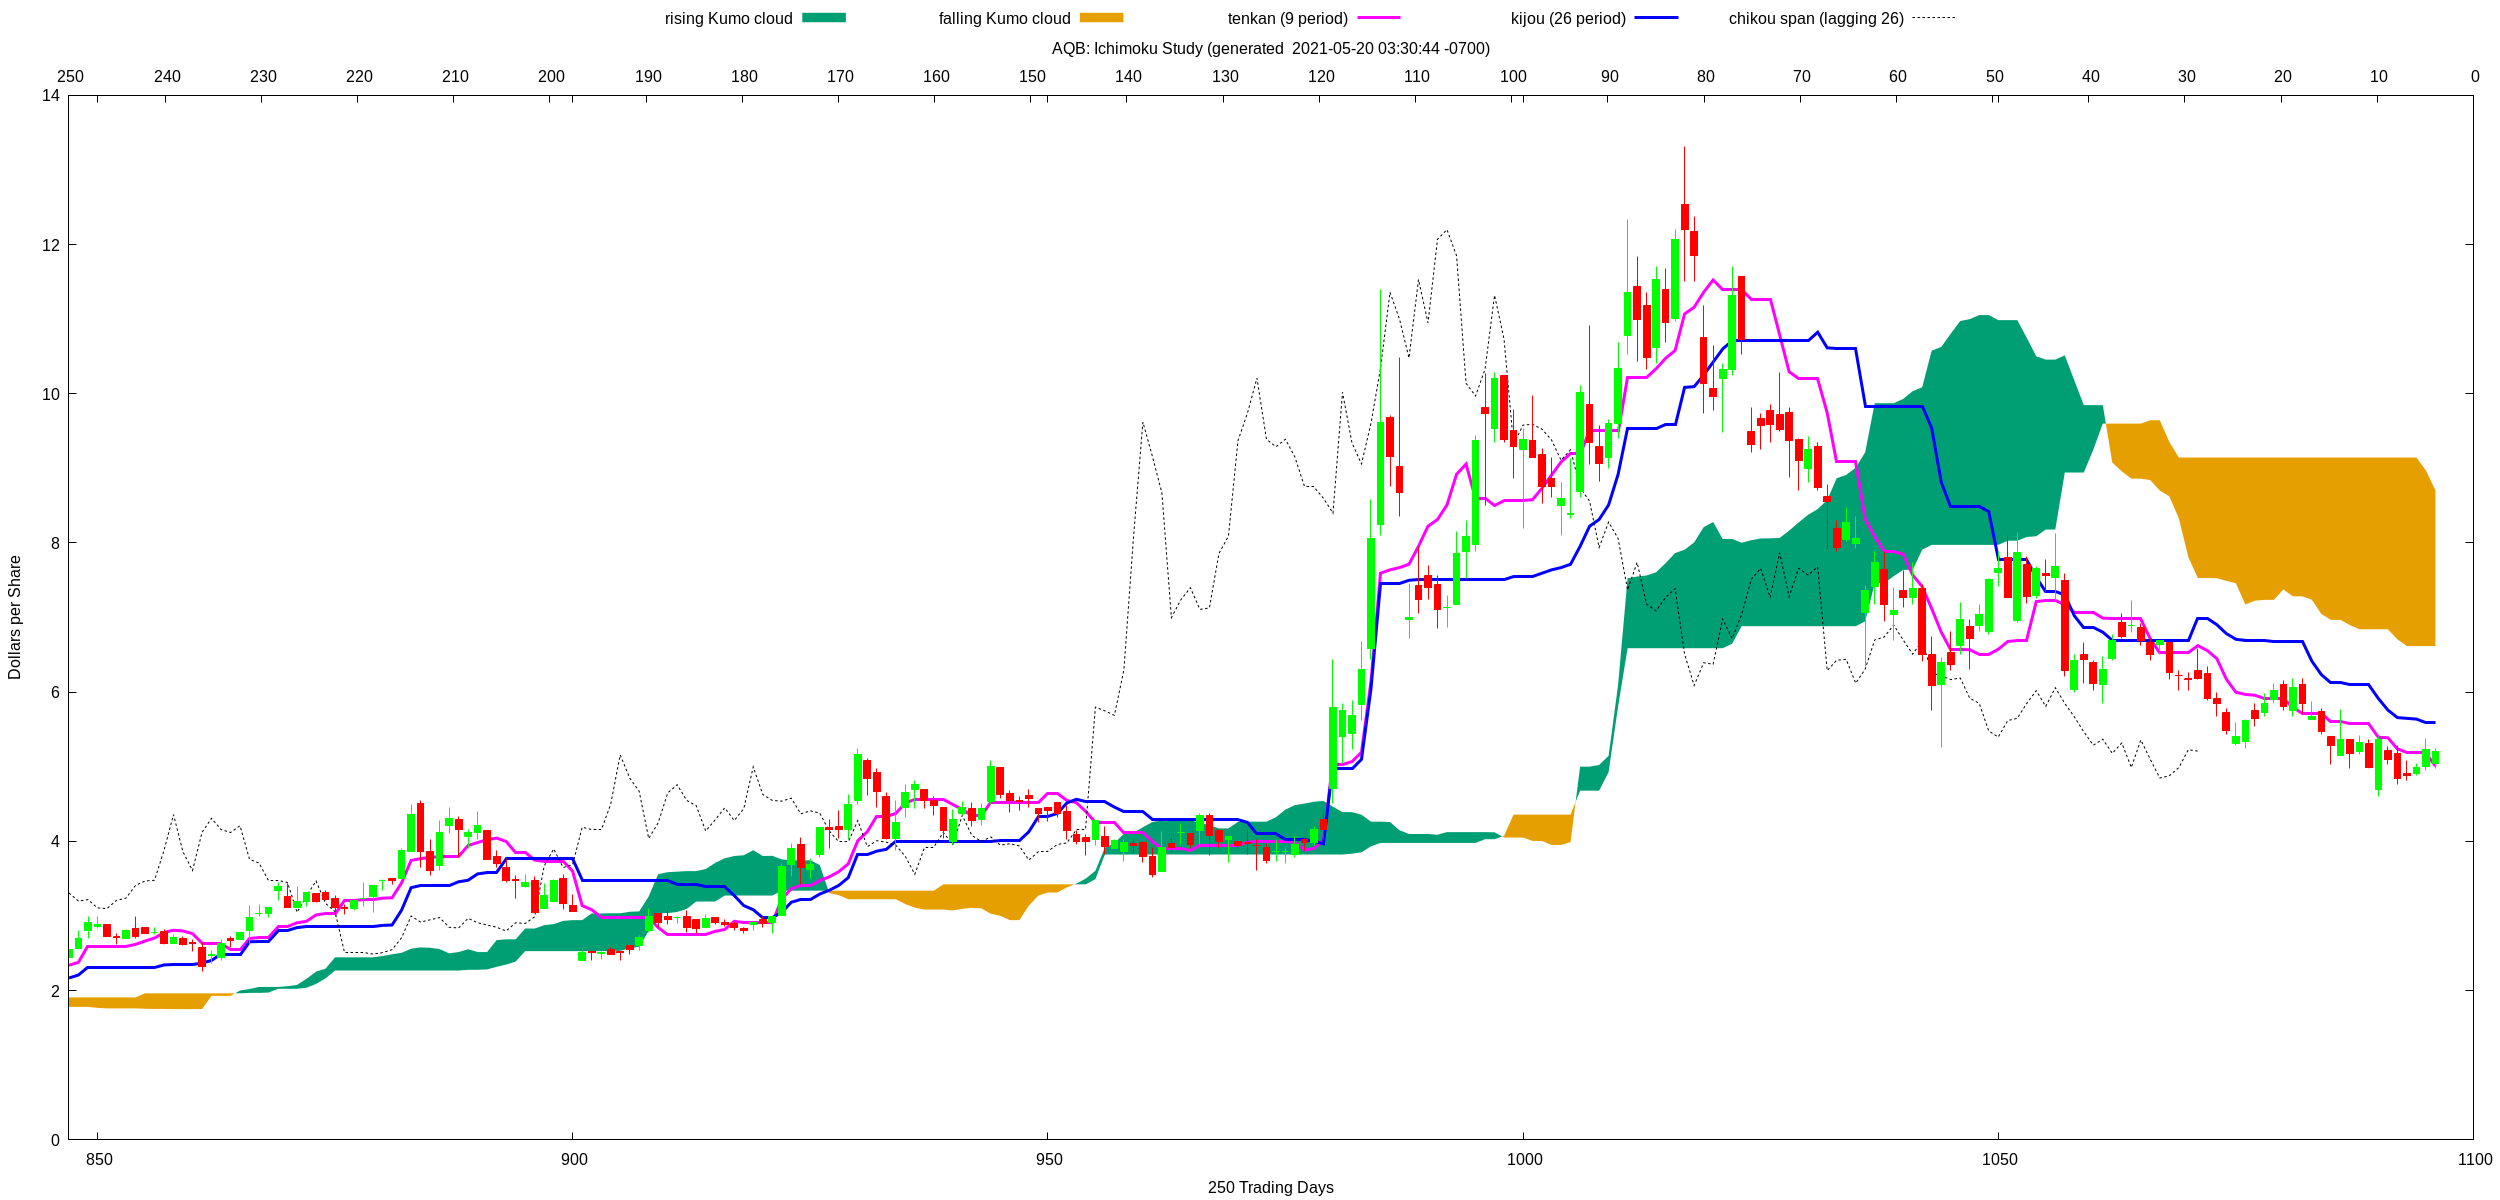 rising Kumo cloud falling Kumo cloud tenkan (9 period) kijou (26 period) chikou span (lagging 26)
AQB: Ichimoku Study (generated  2021-05-20 03:30:44 -0700)
250 240 230 220 210 200 190 180 170 160 150 140 130 120 110 100 90 80 70 60 50 40 30 20 10 0
14
12
10
8
6
4
2
0
Dollars per Share
850 900 950 1000 1050 1100
250 Trading Days